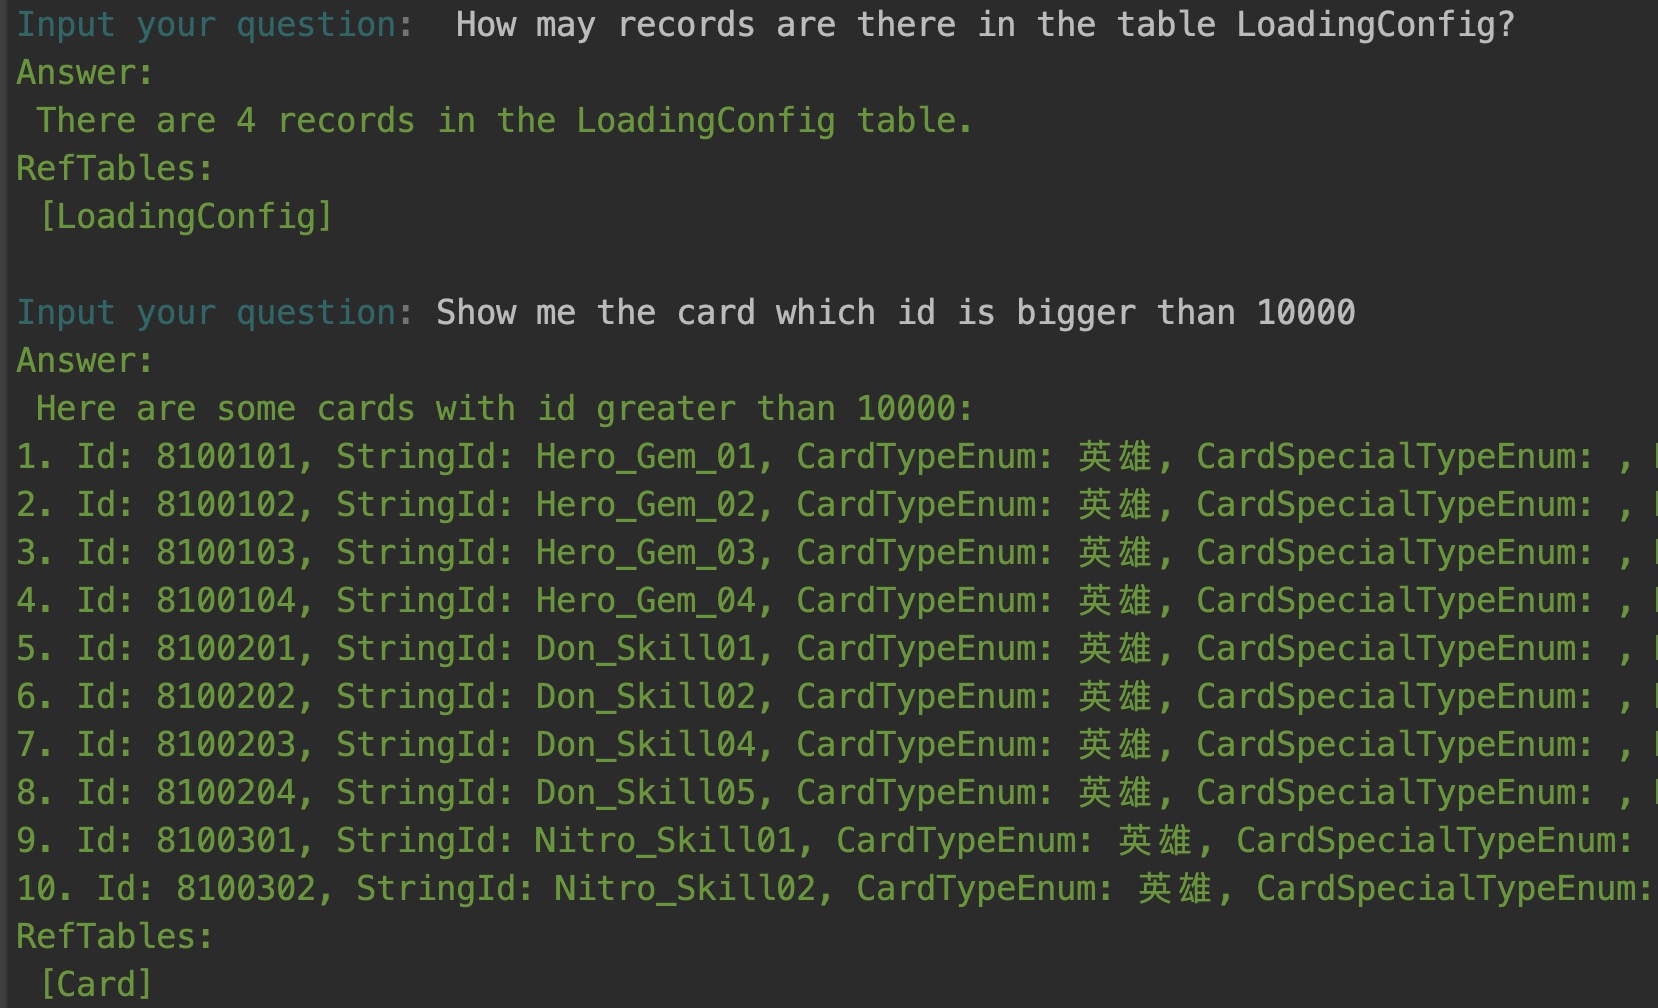 Input your question:  How may records are there in the table LoadingConfig?
Answer:
 There are 4 records in the LoadingConfig table.
RefTables:
 [LoadingConfig]
Input your question: Show me the card which id is bigger than 10000
Answer:
 Here are some cards with id greater than 10000:
1. Id: 8100101, StringId: Hero_Gem_01, CardTypeEnum: 英雄, CardSpecialTypeEnum: ,
2. Id: 8100102, StringId: Hero_Gem_02, CardTypeEnum: 英雄, CardSpecialTypeEnum: ,
3. Id: 8100103, StringId: Hero_Gem_03, CardTypeEnum: 英雄, CardSpecialTypeEnum: ,
4. Id: 8100104, StringId: Hero_Gem_04, CardTypeEnum: 英雄, CardSpecialTypeEnum: ,
5. Id: 8100201, StringId: Don_Skill01, CardTypeEnum: 英雄, CardSpecialTypeEnum: ,
6. Id: 8100202, StringId: Don_Skill02, CardTypeEnum: 英雄, CardSpecialTypeEnum: ,
7. Id: 8100203, StringId: Don_Skill04, CardTypeEnum: 英雄, CardSpecialTypeEnum: ,
8. Id: 8100204, StringId: Don_Skill05, CardTypeEnum: 英雄, CardSpecialTypeEnum: ,
9. Id: 8100301, StringId: Nitro_Skill01, CardTypeEnum: 英雄, CardSpecialTypeEnum:
10. Id: 8100302, StringId: Nitro_Skill02, CardTypeEnum: 英雄, CardSpecialTypeEnum:
RefTables:
 [Card]